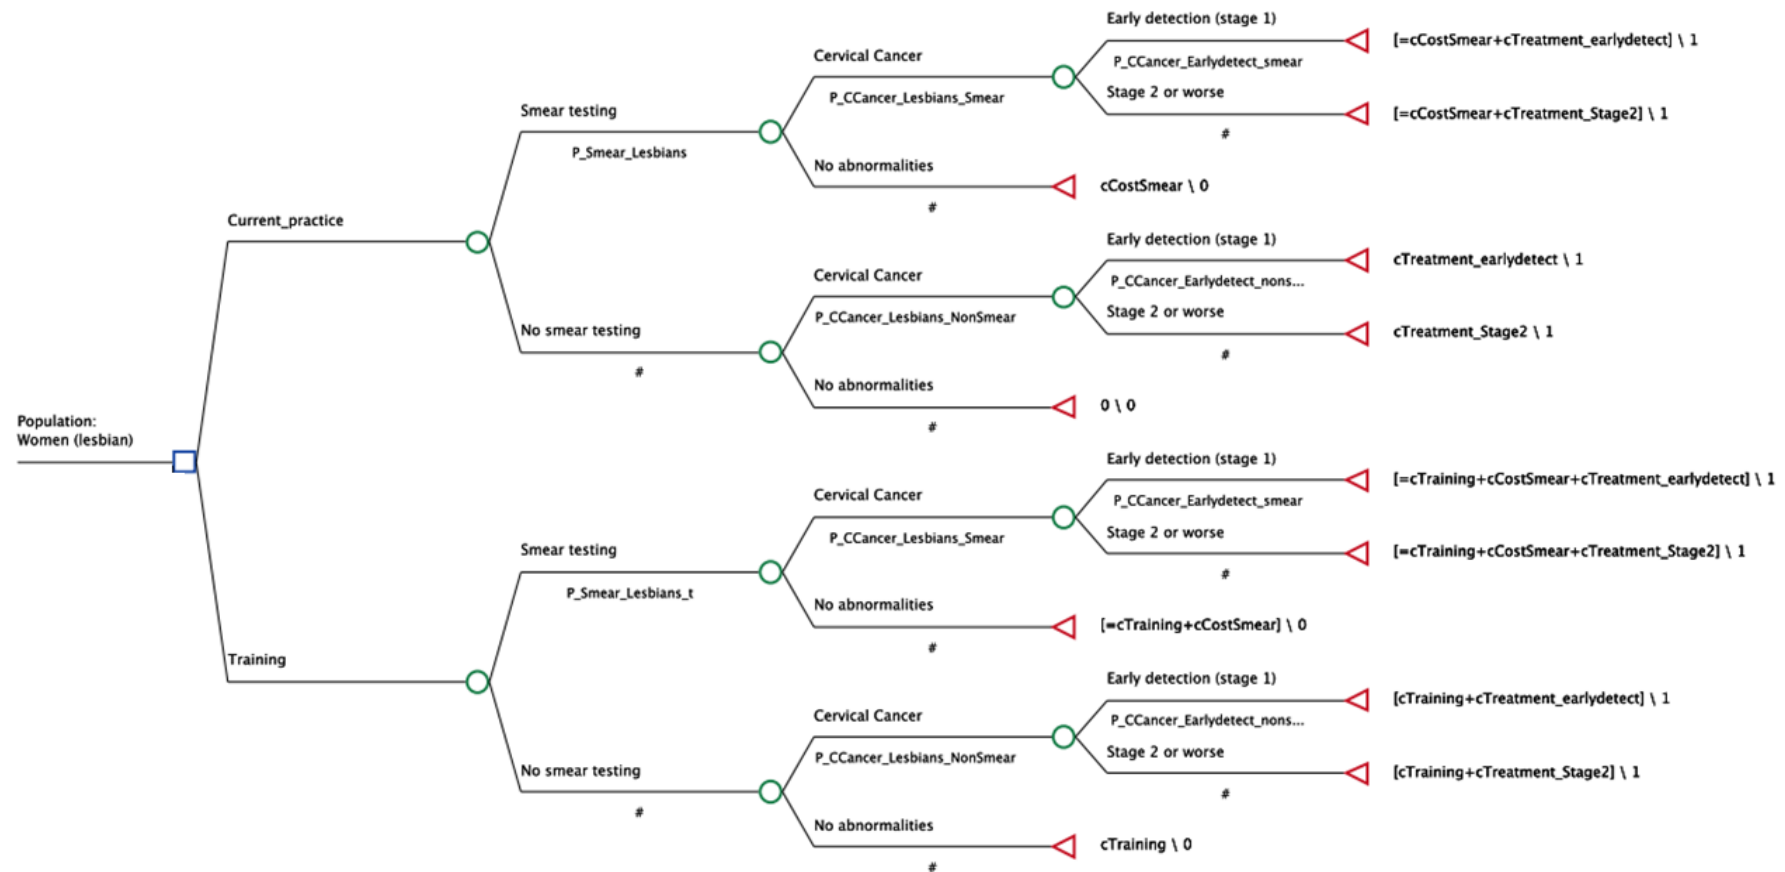 Early detection (stage 1)
[=cCostSmear+cTreatment_earlydetect] \ 1
Cervical Cancer
P_CCancer_Earlydetect_smear
Stage 2 or worse
P_CCancer_Lesbians_Smear
[=cCostSmear+cTreatment_Stage2] \ 1
Smear testing
#
P_Smear_Lesbians
No abnormalities
cCostSmear \ 0
#
Current_practice
Early detection (stage 1)
cTreatment_earlydetect \ 1
Cervical Cancer
P_CCancer_Earlydetect_nons...
Stage 2 or worse
P_CCancer_Lesbians_NonSmear
No smear testing
cTreatment_Stage2 \ 1
#
#
No abnormalities
0 \ 0
#
Population:
Women (lesbian)
Early detection (stage 1)
[=cTraining+cCostSmear+cTreatment_earlydetect] \ 1
Cervical Cancer
P_CCancer_Earlydetect_smear
Stage 2 or worse
P_CCancer_Lesbians_Smear
Smear testing
[=cTraining+cCostSmear+cTreatment_Stage2] \ 1
#
P_Smear_Lesbians_t
No abnormalities
[=cTraining+cCostSmear] \ 0
#
Training
Early detection (stage 1)
[cTraining+cTreatment_earlydetect] \ 1
Cervical Cancer
P_CCancer_Earlydetect_nons...
Stage 2 or worse
P_CCancer_Lesbians_NonSmear
No smear testing
[cTraining+cTreatment_Stage2] \ 1
#
#
No abnormalities
cTraining \ 0
#